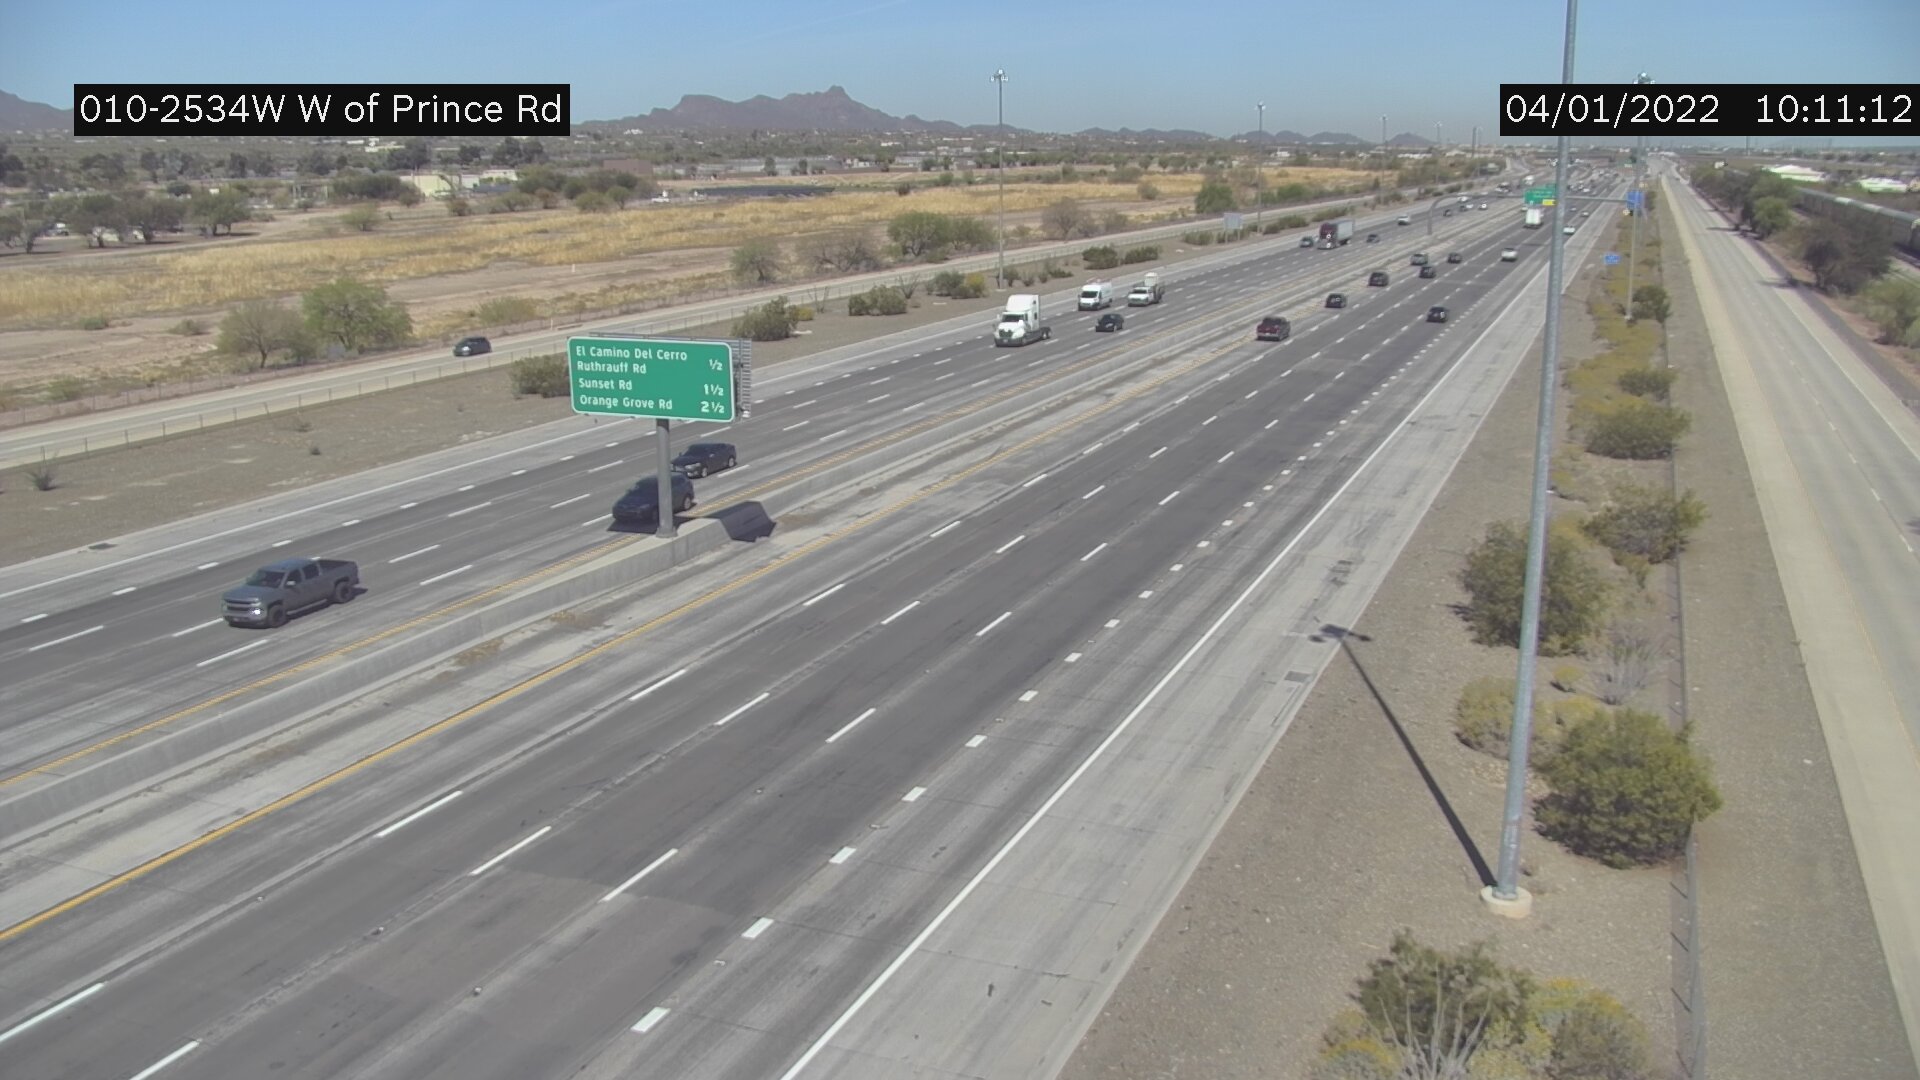 010-2534W W of Prince Rd
04/01/2022 10:11:12
El Camino Del Cerro
Ruthrauff Rd ½
Sunset Rd 1½
Orange Grove Rd 2½